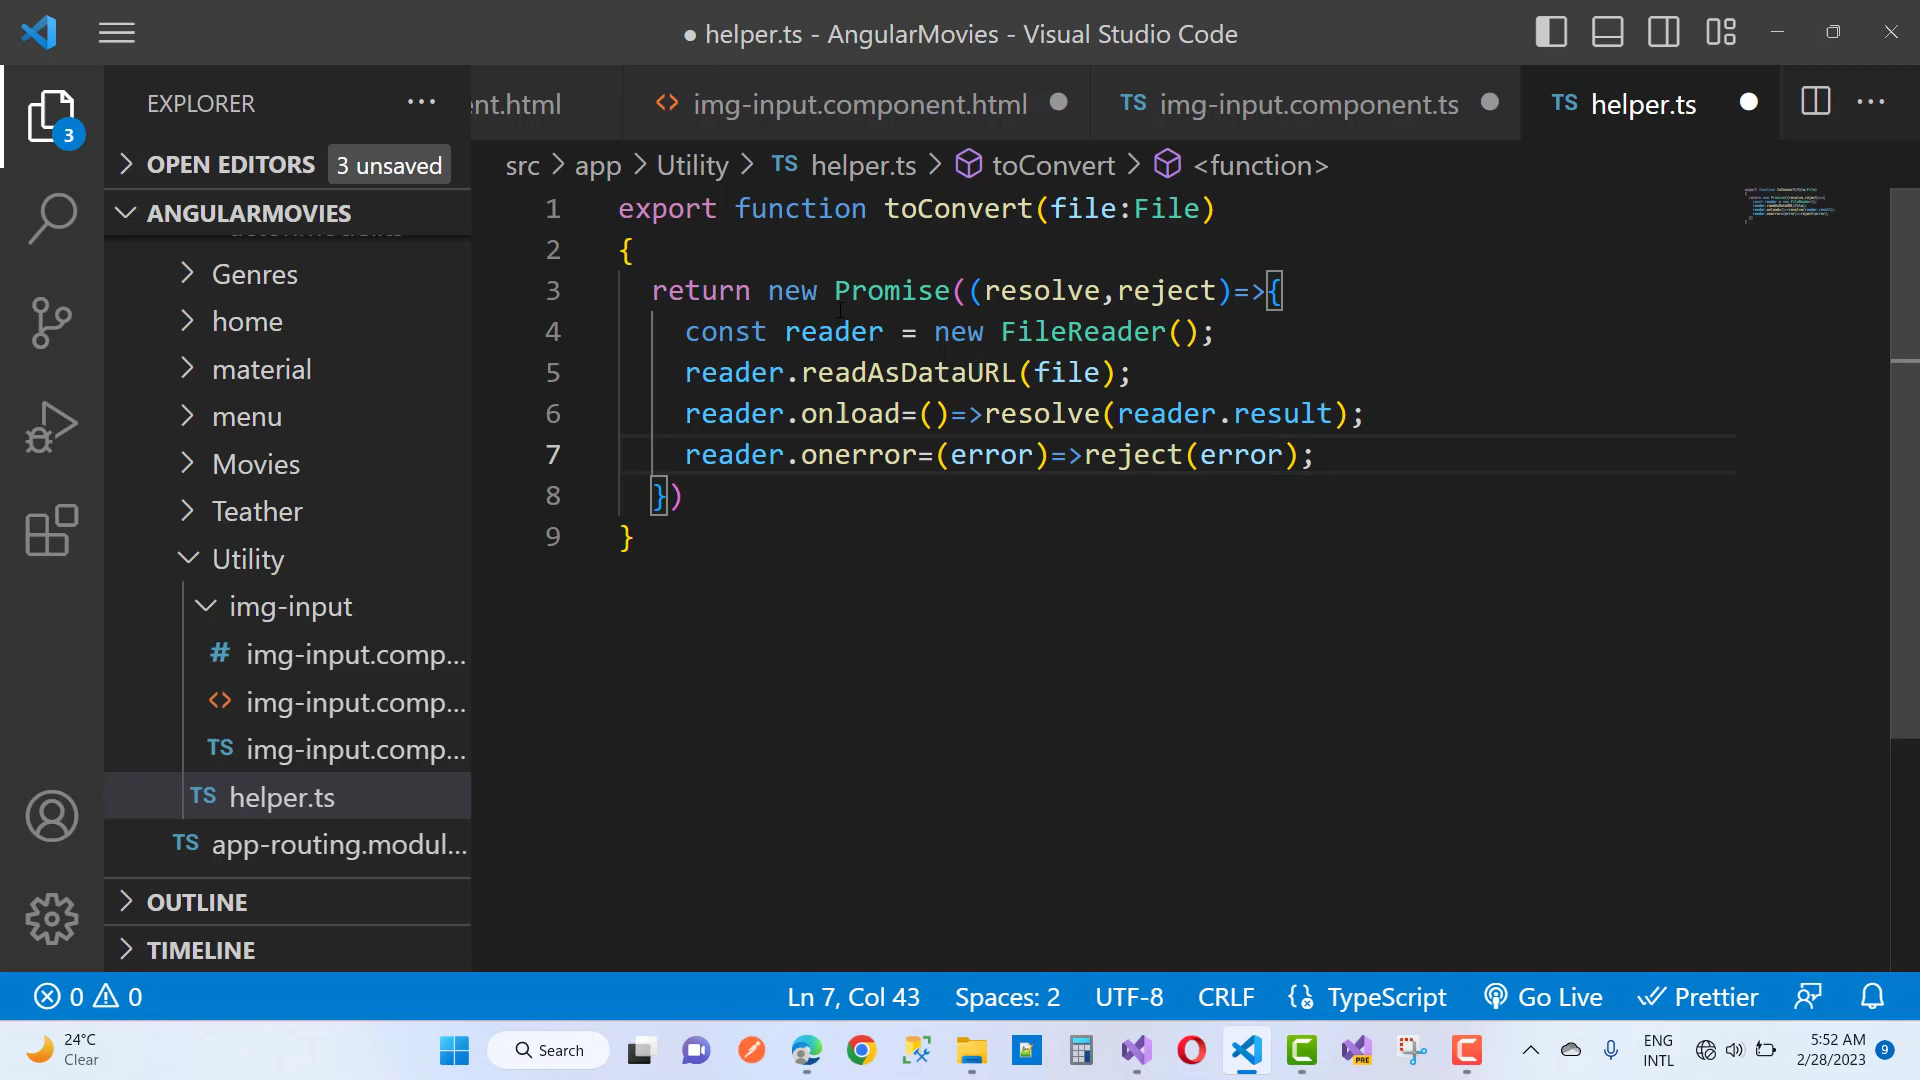 helper.ts - AngularMovies - Visual Studio Code
EXPLORER
OPEN EDITORS 3 unsaved
ANGULARMOVIES
Genres
home
material
menu
Movies
Teather
Utility
img-input
# img-input.comp...
<> img-input.comp...
TS img-input.comp...
TS helper.ts
TS app-routing.modul...
OUTLINE
TIMELINE
3
nt.html
<> img-input.component.html
TS img-input.component.ts
TS helper.ts
src > app > Utility > TS helper.ts > toConvert > <function>
1 export function toConvert(file:File)
2 {
3 return new Promise((resolve,reject)=>{
4 const reader = new FileReader();
5 reader.readAsDataURL(file);
6 reader.onload=()=>resolve(reader.result);
7 reader.onerror=(error)=>reject(error);
8 })
9 }
0 0 Ln 7, Col 43 Spaces: 2 UTF-8 CRLF TypeScript Go Live Prettier
24°C
Clear
Search
PRE
ENG
INTL
5:52 AM
2/28/2023
9